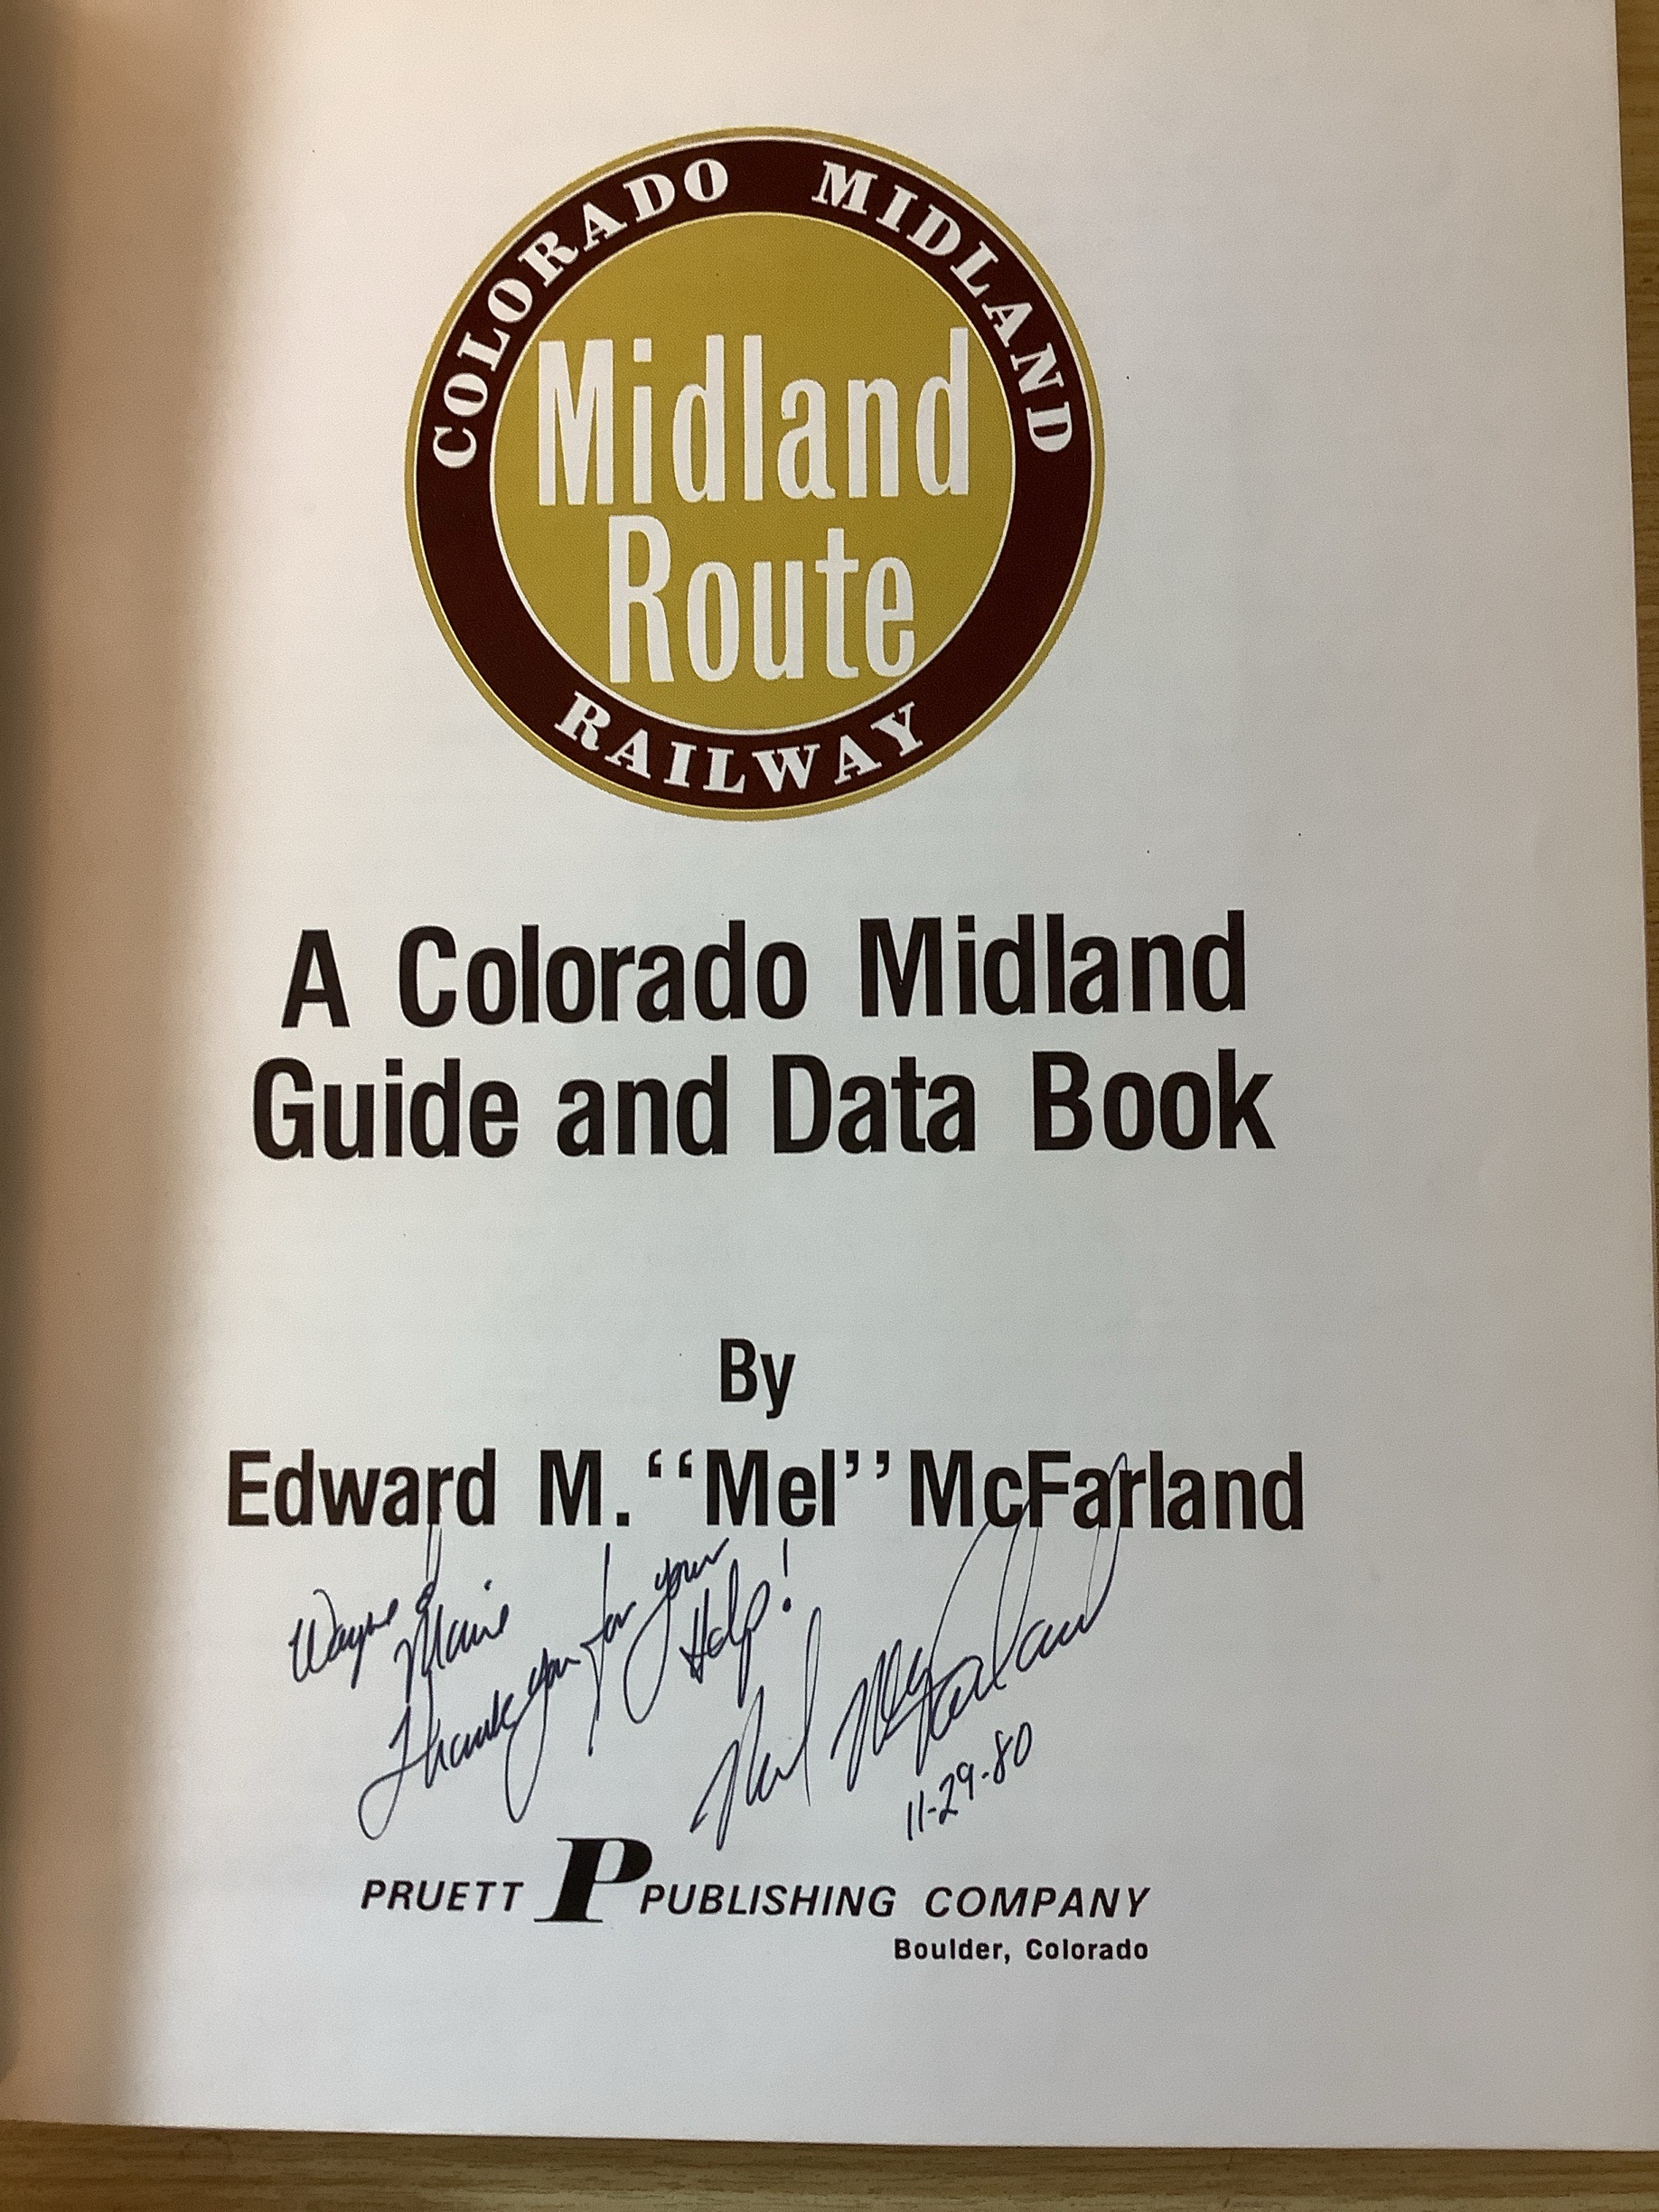 COLORADO MIDLAND
Midland
Route
RAILWAY
A Colorado Midland
Guide and Data Book
By
Edward M. “Mel” McFarland
Wayne &
Marie
Thank you for your
Help!
Mel McFarland
11-29-80
PRUETT P PUBLISHING COMPANY
Boulder, Colorado